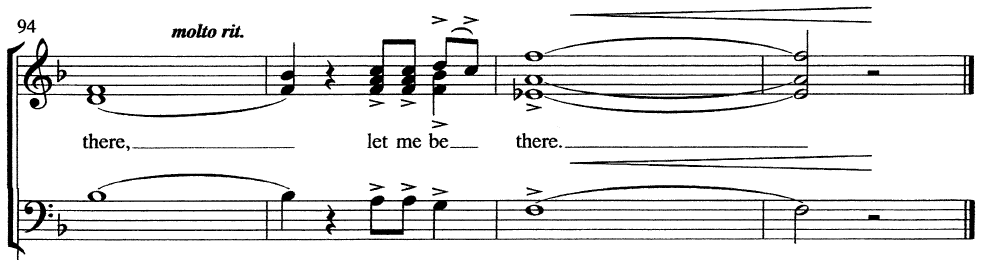 94
molto rit.
there, let me be there.